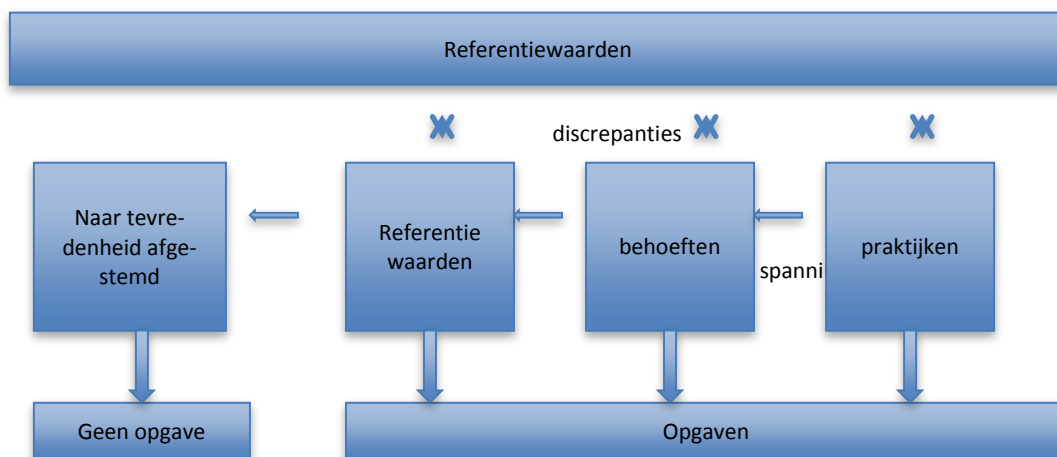 Referentiewaarden
discrepanties
Naar tevre-
denheid afge-
stemd
Referentie
waarden
behoeften
spanni
praktijken
Geen opgave
Opgaven